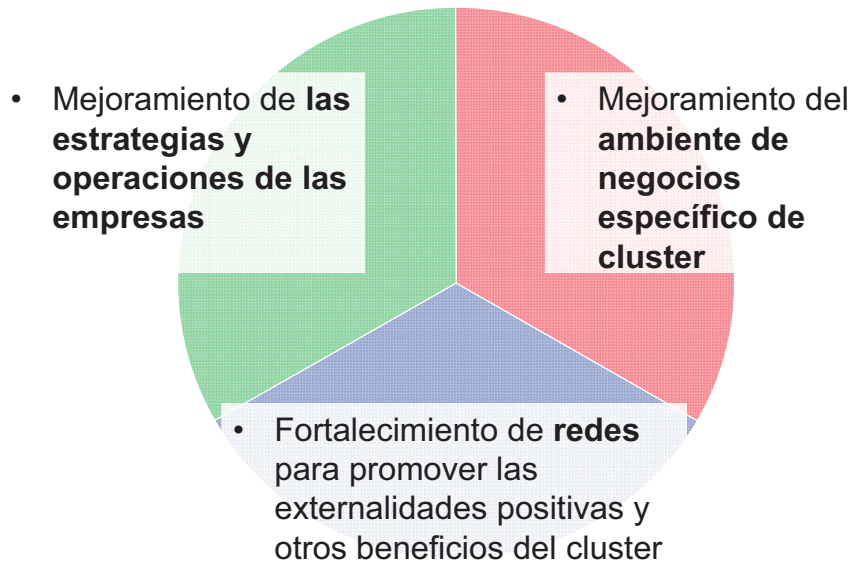 • Mejoramiento de las
estrategias y
operaciones de las
empresas
• Mejoramiento del
ambiente de
negocios
específico de
cluster
• Fortalecimiento de redes
para promover las
externalidades positivas y
otros beneficios del cluster